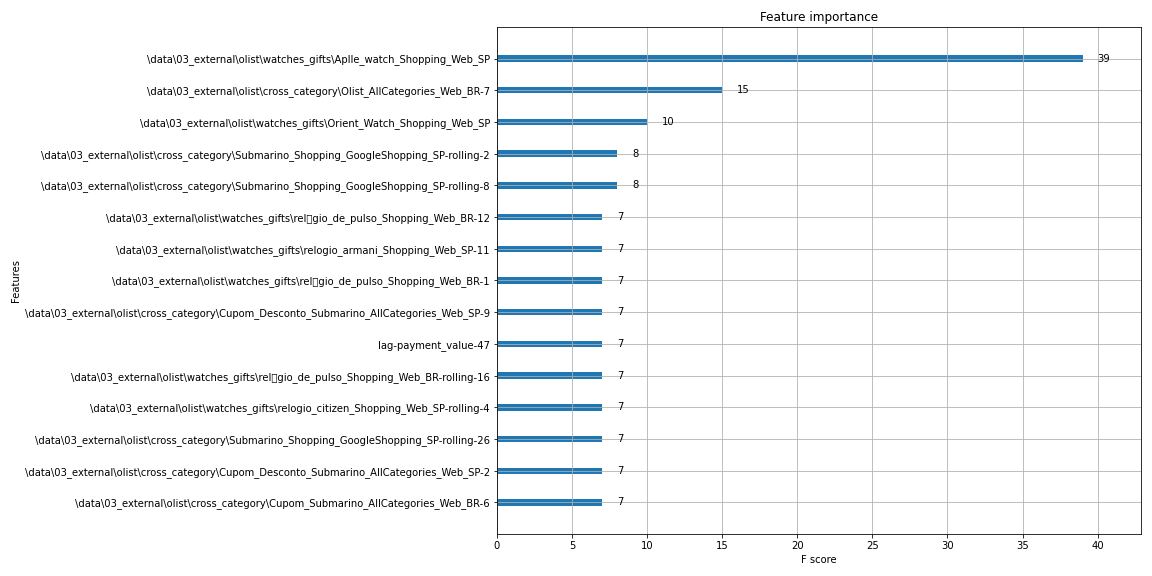 Feature importance
Features
\data\03_external\olist\watches_gifts\Aplle_watch_Shopping_Web_SP
39
\data\03_external\olist\cross_category\Olist_AllCategories_Web_BR-7
15
\data\03_external\olist\watches_gifts\Orient_Watch_Shopping_Web_SP
10
\data\03_external\olist\cross_category\Submarino_Shopping_GoogleShopping_SP-rolling-2
8
\data\03_external\olist\cross_category\Submarino_Shopping_GoogleShopping_SP-rolling-8
8
\data\03_external\olist\watches_gifts\rel▯gio_de_pulso_Shopping_Web_BR-12
7
\data\03_external\olist\watches_gifts\relogio_armani_Shopping_Web_SP-11
7
\data\03_external\olist\watches_gifts\rel▯gio_de_pulso_Shopping_Web_BR-1
7
\data\03_external\olist\cross_category\Cupom_Desconto_Submarino_AllCategories_Web_SP-9
7
lag-payment_value-47
7
\data\03_external\olist\watches_gifts\rel▯gio_de_pulso_Shopping_Web_BR-rolling-16
7
\data\03_external\olist\watches_gifts\relogio_citizen_Shopping_Web_SP-rolling-4
7
\data\03_external\olist\cross_category\Submarino_Shopping_GoogleShopping_SP-rolling-26
7
\data\03_external\olist\cross_category\Cupom_Desconto_Submarino_AllCategories_Web_SP-2
7
\data\03_external\olist\cross_category\Cupom_Submarino_AllCategories_Web_BR-6
7
0 5 10 15 20 25 30 35 40
F score